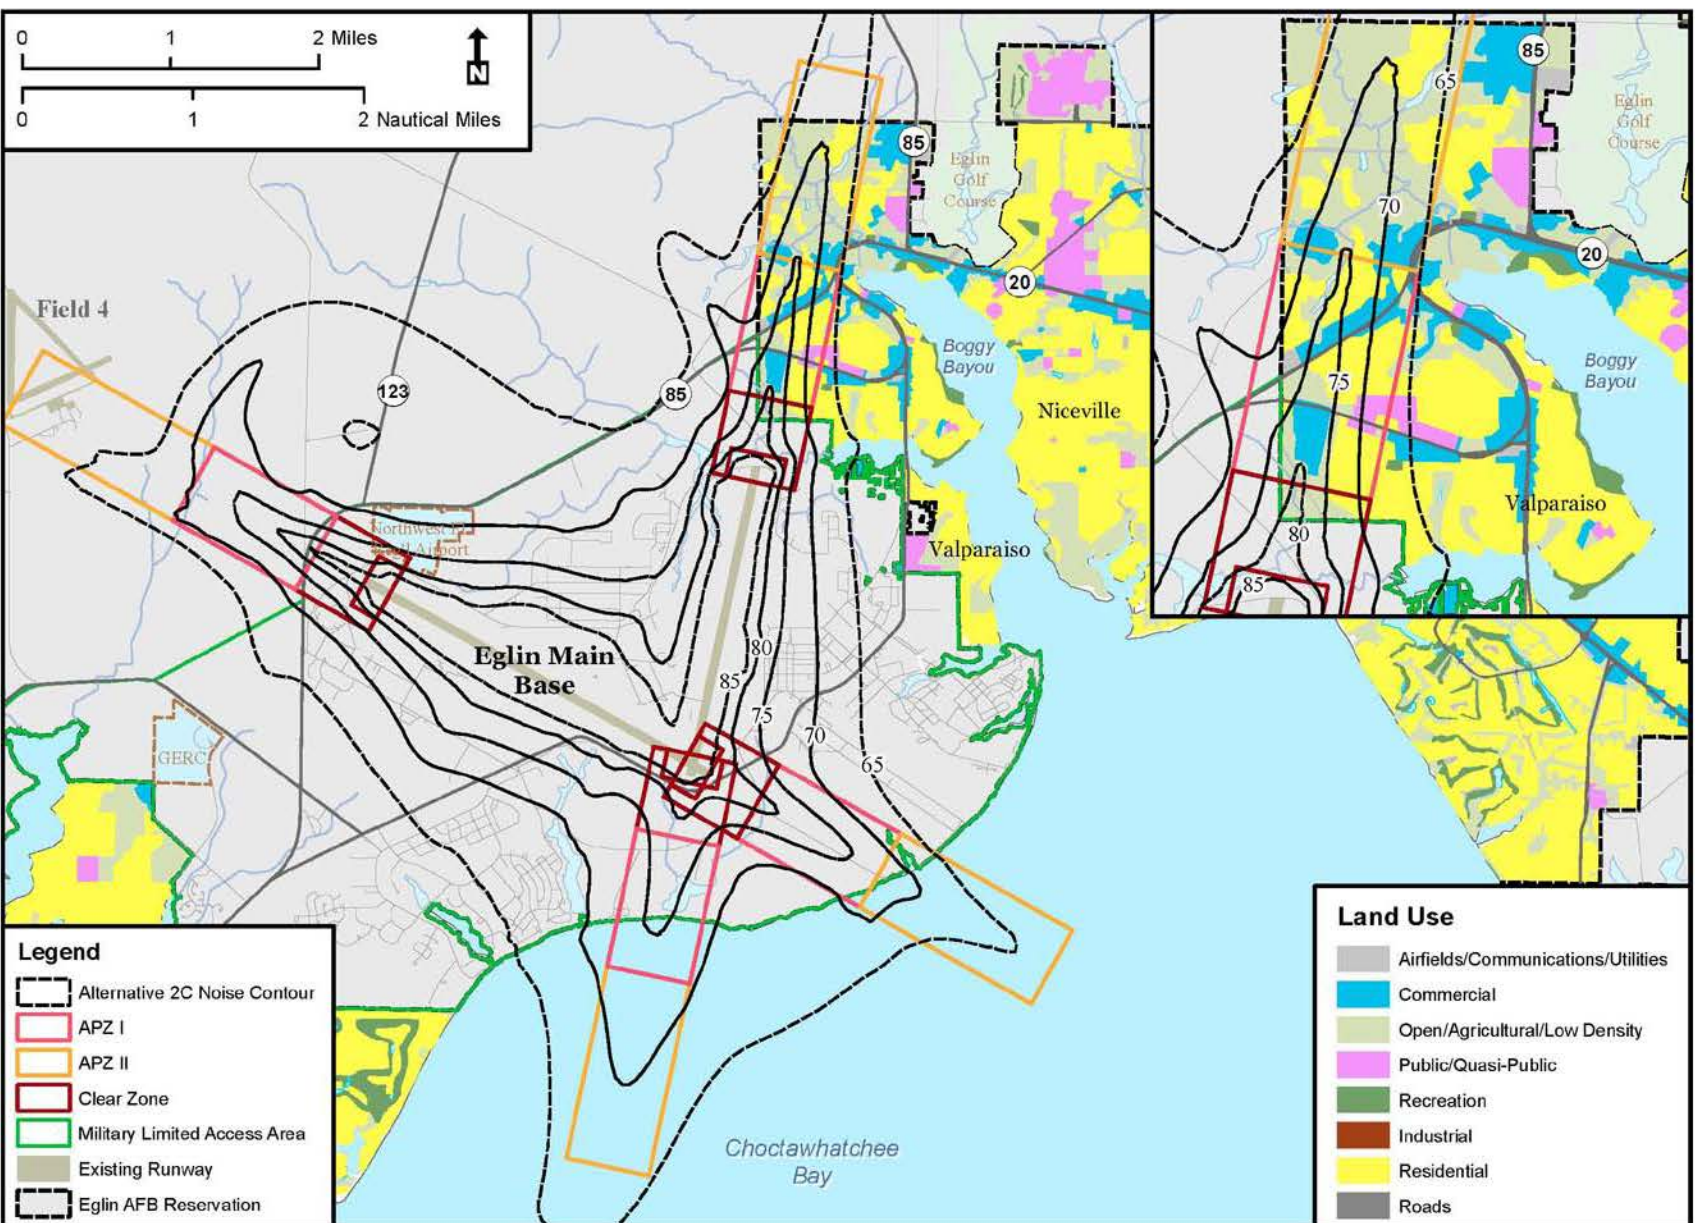 0 1 2 Miles
N
0 1 2 Nautical Miles
85
Eglin
Golf
Course
20
Field 4
123
85
Boggy
Bayou
Niceville
Valparaiso
Eglin Main
Base
80
85
75
70
65
GERC
Choctawhatchee
Bay
85
65
Eglin
Golf
Course
70
20
75
Boggy
Bayou
Valparaiso
80
85
Legend
Alternative 2C Noise Contour
APZ I
APZ II
Clear Zone
Military Limited Access Area
Existing Runway
Eglin AFB Reservation
Land Use
Airfields/Communications/Utilities
Commercial
Open/Agricultural/Low Density
Public/Quasi-Public
Recreation
Industrial
Residential
Roads